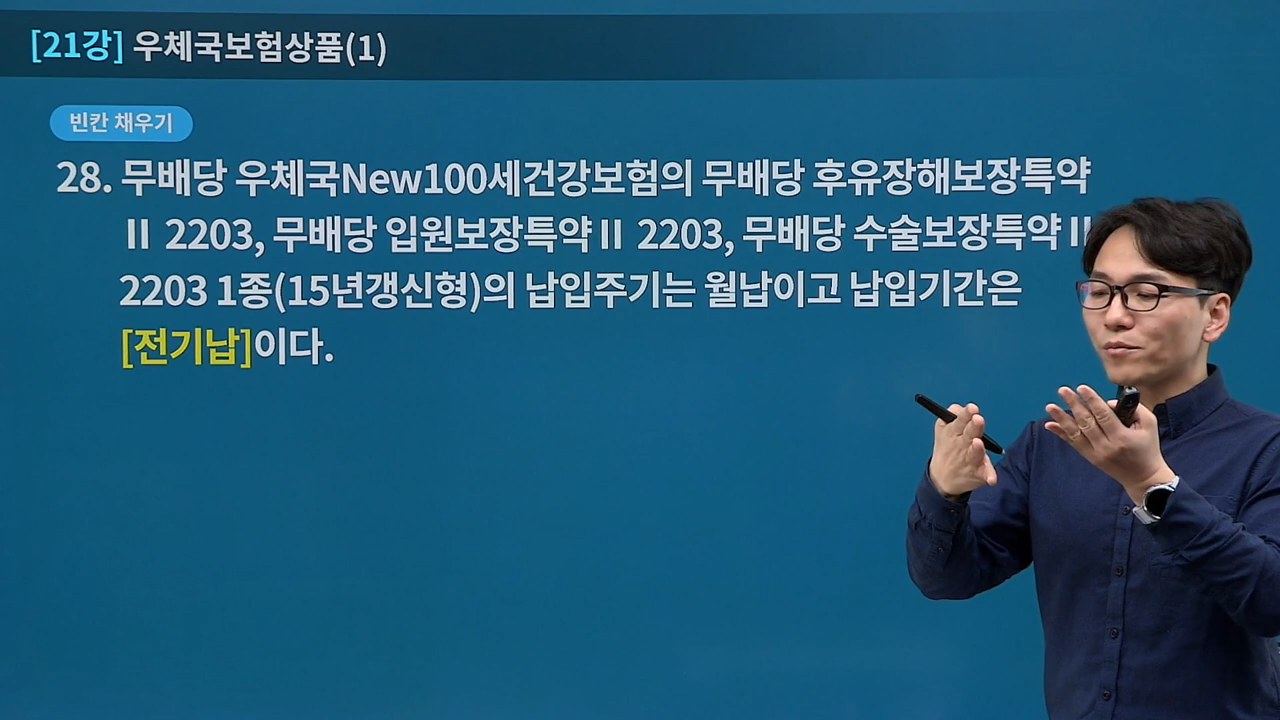 [21강] 우체국보험상품(1)
빈칸 채우기
28. 무배당 우체국New100세건강보험의 무배당 후유장해보장특약
Ⅱ 2203, 무배당 입원보장특약Ⅱ 2203, 무배당 수술보장특약Ⅱ
2203 1종(15년갱신형)의 납입주기는 월납이고 납입기간은
[전기납]이다.